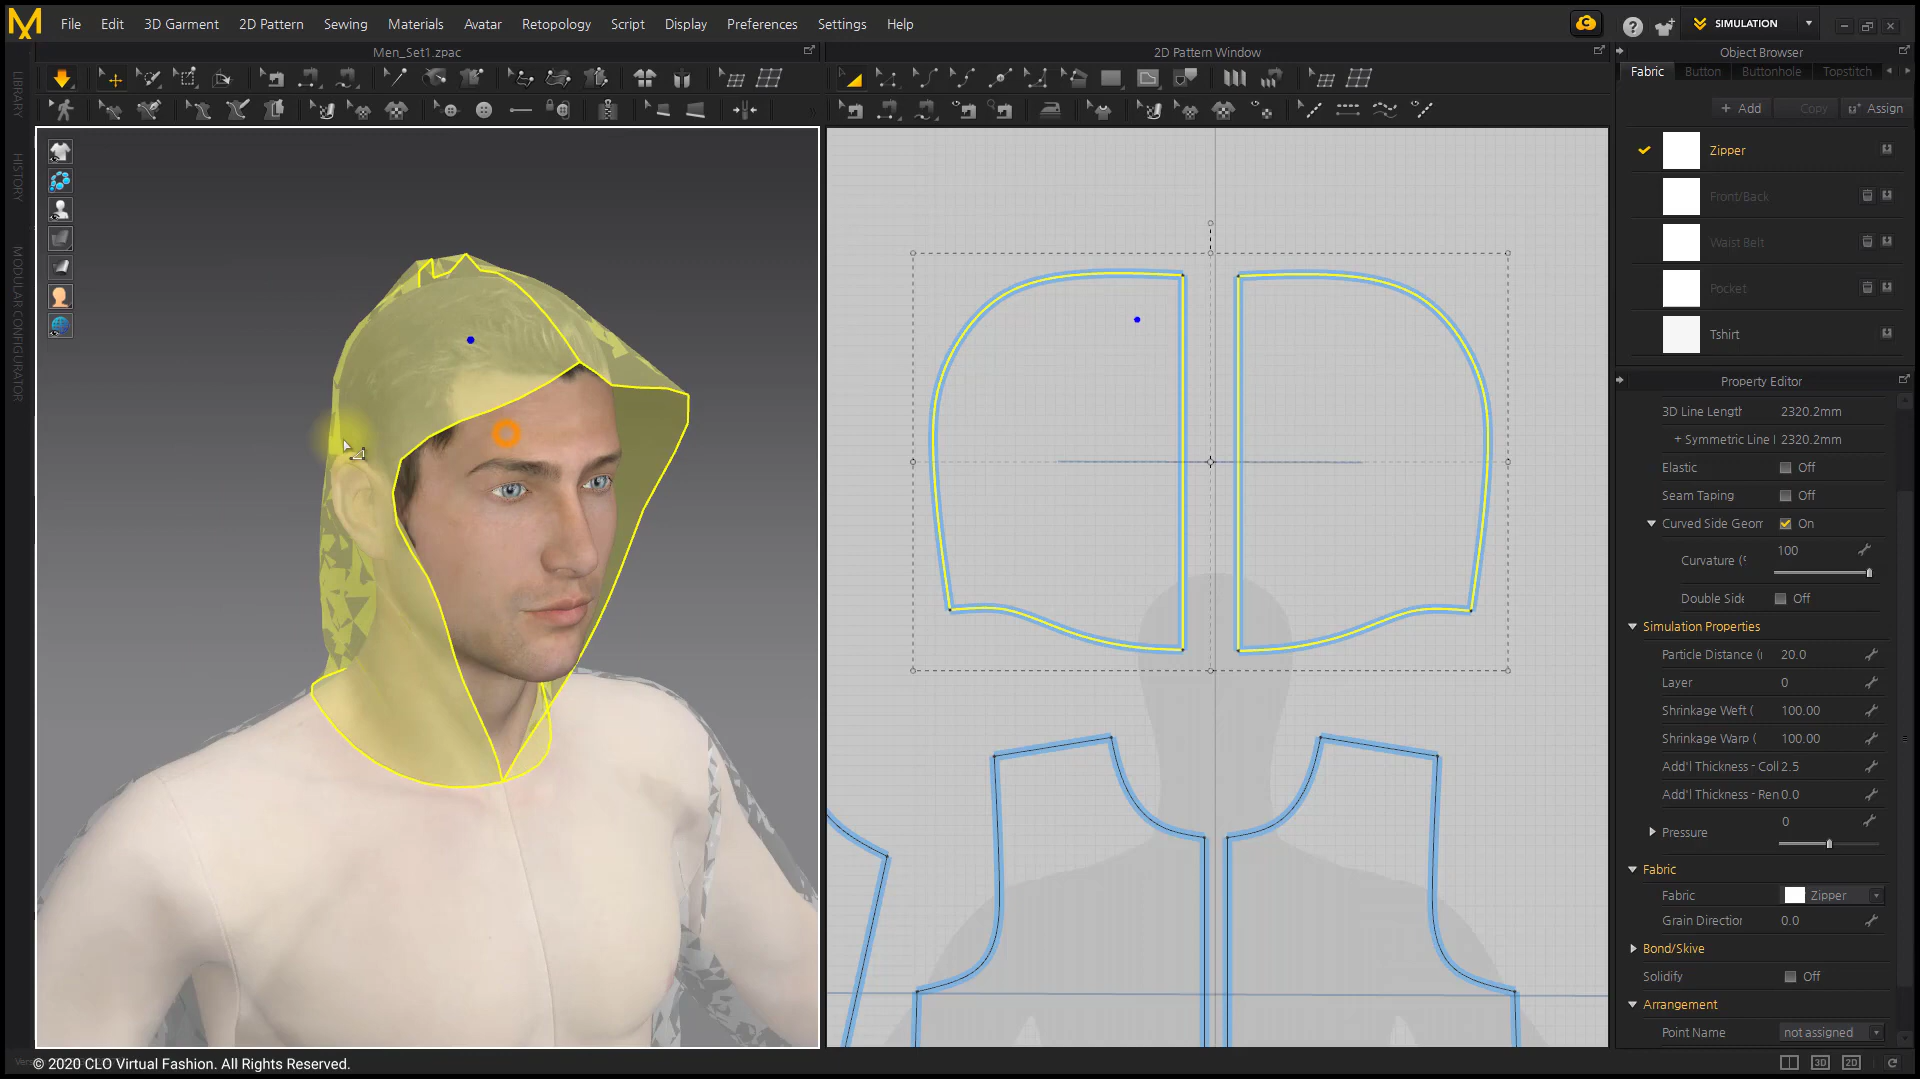 File Edit 3D Garment 2D Pattern Sewing Materials Avatar Retopology Script Display Preferences Settings Help
SIMULATION
Men_Set1.zpac
2D Pattern Window
Object Browser
Fabric Button Buttonhole Topstitch
+ Add Copy Assign
Zipper
Front/Back
Waist Belt
Pocket
Tshirt
LIBRARY
HISTORY
MODULAR CONFIGURATOR
Property Editor
3D Line Length 2320.2mm
+ Symmetric Line l 2320.2mm
Elastic Off
Seam Taping Off
Curved Side Geom On
100
Curvature (%
Double Side Off
Simulation Properties
Particle Distance (ı 20.0
Layer 0
Shrinkage Weft ( 100.00
Shrinkage Warp ( 100.00
Add'l Thickness - Coll 2.5
Add'l Thickness - Ren 0.0
0
Pressure
Fabric
Fabric Zipper
Grain Direction 0.0
Bond/Skive
Solidify Off
Arrangement
Point Name not assigned
© 2020 CLO Virtual Fashion. All Rights Reserved.
3D 2D